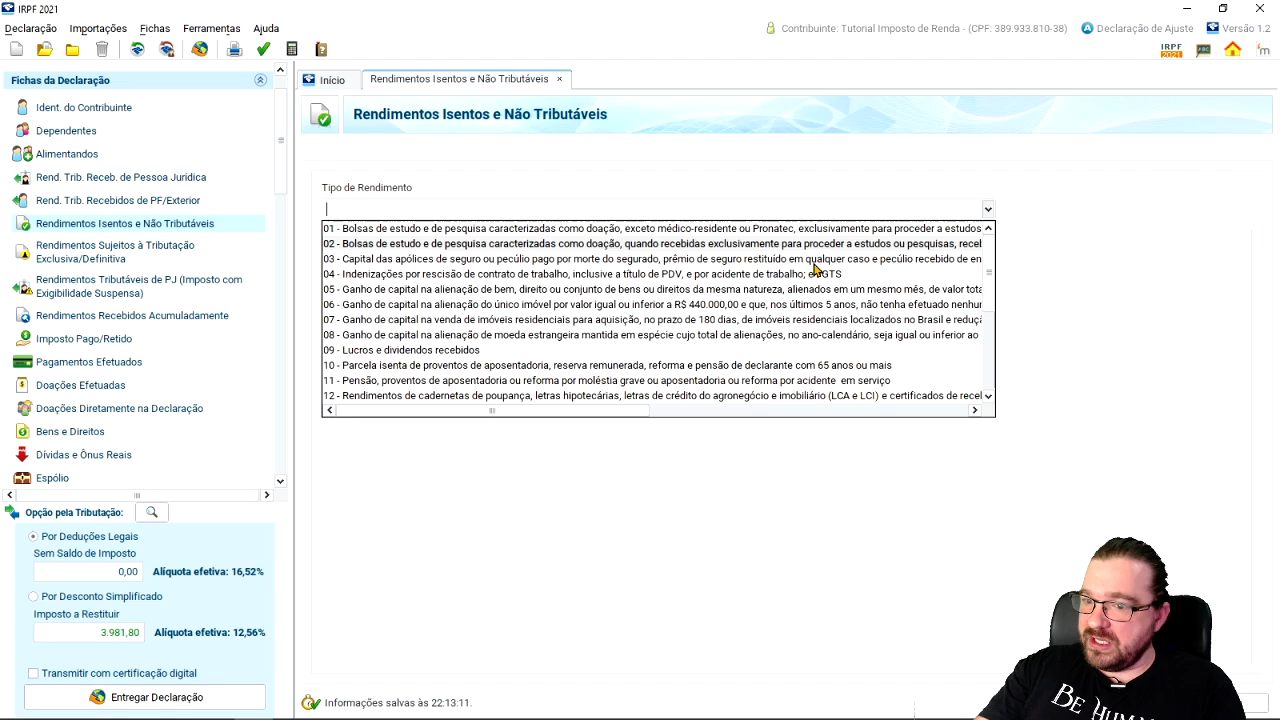 IRPF 2021
Declaração Importações Fichas Ferramentas Ajuda
Contribuinte: Tutorial Imposto de Renda - (CPF: 389.933.810-38) Declaração de Ajuste Versão 1.2
IRPF
2021
Fichas da Declaração
Início Rendimentos Isentos e Não Tributáveis ×
Ident. do Contribuinte
Dependentes
Alimentandos
Rend. Trib. Receb. de Pessoa Jurídica
Rend. Trib. Recebidos de PF/Exterior
Rendimentos Isentos e Não Tributáveis
Rendimentos Sujeitos à Tributação
Exclusiva/Definitiva
Rendimentos Tributáveis de PJ (Imposto com
Exigibilidade Suspensa)
Rendimentos Recebidos Acumuladamente
Imposto Pago/Retido
Pagamentos Efetuados
Doações Efetuadas
Doações Diretamente na Declaração
Bens e Direitos
Dívidas e Ônus Reais
Espólio
Opção pela Tributação:
Por Deduções Legais
Sem Saldo de Imposto
0,00 Alíquota efetiva: 16,52%
Por Desconto Simplificado
Imposto a Restituir
3.981,80 Alíquota efetiva: 12,56%
Transmitir com certificação digital
Entregar Declaração
Rendimentos Isentos e Não Tributáveis
Tipo de Rendimento
01 - Bolsas de estudo e de pesquisa caracterizadas como doação, exceto médico-residente ou Pronatec, exclusivamente para proceder a estudos
02 - Bolsas de estudo e de pesquisa caracterizadas como doação, quando recebidas exclusivamente para proceder a estudos ou pesquisas, recel
03 - Capital das apólices de seguro ou pecúlio pago por morte do segurado, prêmio de seguro restituído em qualquer caso e pecúlio recebido de en
04 - Indenizações por rescisão de contrato de trabalho, inclusive a título de PDV, e por acidente de trabalho; e FGTS
05 - Ganho de capital na alienação de bem, direito ou conjunto de bens ou direitos da mesma natureza, alienados em um mesmo mês, de valor tota
06 - Ganho de capital na alienação do único imóvel por valor igual ou inferior a R$ 440.000,00 e que, nos últimos 5 anos, não tenha efetuado nenhur
07 - Ganho de capital na venda de imóveis residenciais para aquisição, no prazo de 180 dias, de imóveis residenciais localizados no Brasil e reduçã
08 - Ganho de capital na alienação de moeda estrangeira mantida em espécie cujo total de alienações, no ano-calendário, seja igual ou inferior ao
09 - Lucros e dividendos recebidos
10 - Parcela isenta de proventos de aposentadoria, reserva remunerada, reforma e pensão de declarante com 65 anos ou mais
11 - Pensão, proventos de aposentadoria ou reforma por moléstia grave ou aposentadoria ou reforma por acidente em serviço
12 - Rendimentos de cadernetas de poupança, letras hipotecárias, letras de crédito do agronegócio e imobiliário (LCA e LCI) e certificados de recel
Informações salvas às 22:13:11.
BE HUM